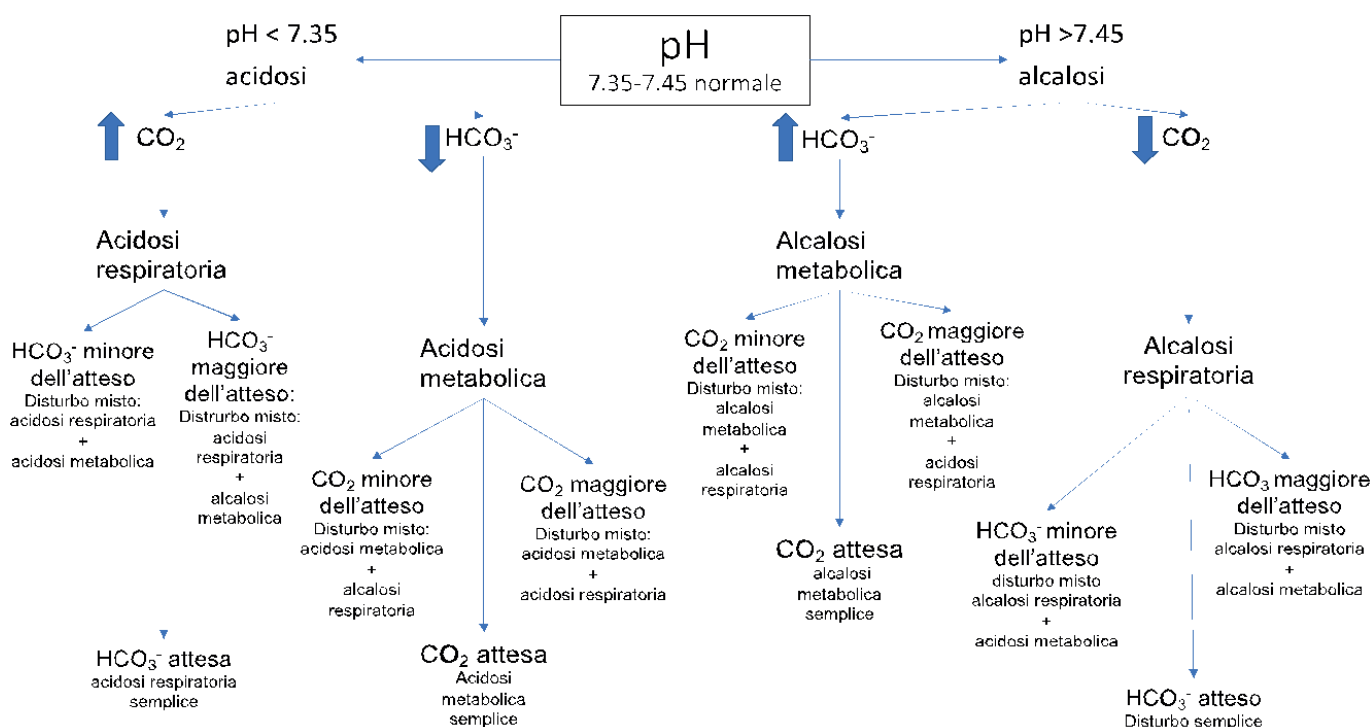 pH < 7.35
acidosi
pH
7.35-7.45 normale
pH >7.45
alcalosi
CO₂
HCO₃⁻
HCO₃⁻
CO₂
Acidosi
respiratoria
HCO₃⁻ minore
dell'atteso
Disturbo misto:
acidosi respiratoria
+
acidosi metabolica
HCO₃⁻
maggiore
dell'atteso:
Distrurbo misto:
acidosi
respiratoria
+
alcalosi
metabolica
HCO₃⁻ attesa
acidosi respiratoria
semplice
Acidosi
metabolica
CO₂ minore
dell'atteso
Disturbo misto:
acidosi metabolica
+
alcalosi
respiratoria
CO₂ maggiore
dell'atteso
Disturbo misto:
acidosi metabolica
+
acidosi respiratoria
CO₂ attesa
Acidosi
metabolica
semplice
Alcalosi
metabolica
CO₂ minore
dell'atteso
Disturbo misto:
alcalosi
metabolica
+
alcalosi
respiratoria
CO₂ maggiore
dell'atteso
Disturbo misto:
alcalosi
metabolica
+
acidosi
respiratoria
CO₂ attesa
alcalosi
metabolica
semplice
Alcalosi
respiratoria
HCO₃⁻ minore
dell'atteso
disturbo misto
alcalosi respiratoria
+
acidosi metabolica
HCO₃ maggiore
dell'atteso
Disturbo misto
alcalosi respiratoria
+
alcalosi metabolica
HCO₃⁻ atteso
Disturbo semplice